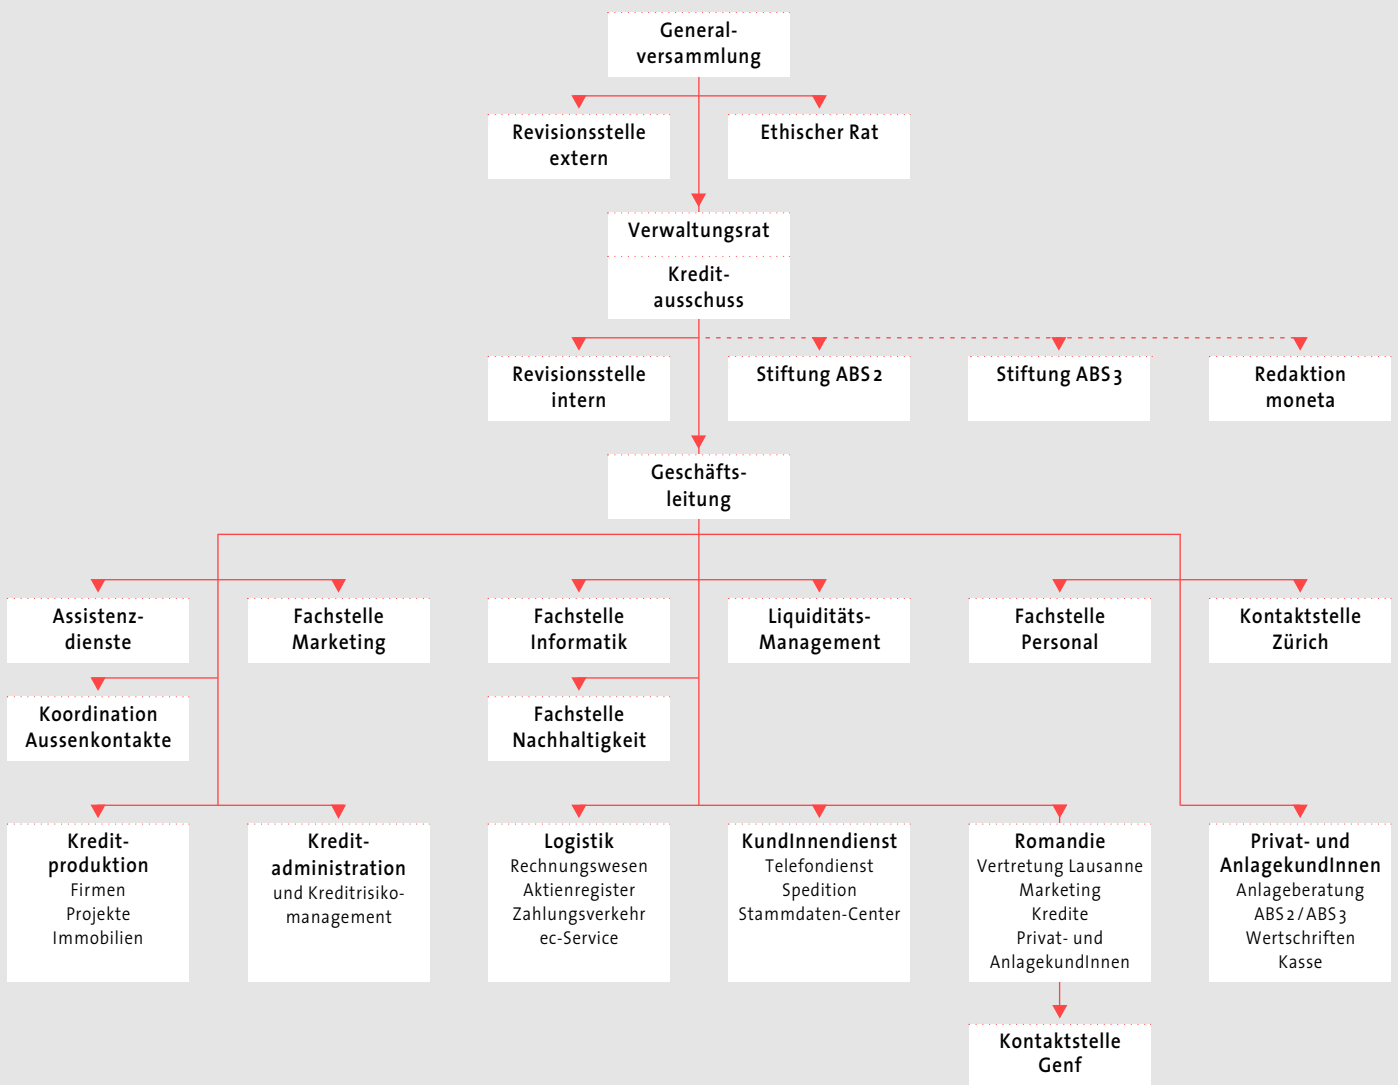 General-
versammlung
Revisionsstelle
extern
Ethischer Rat
Verwaltungsrat
Kredit-
ausschuss
Revisionsstelle
intern
Stiftung ABS 2
Stiftung ABS 3
Redaktion
moneta
Geschäfts-
leitung
Assistenz-
dienste
Fachstelle
Marketing
Fachstelle
Informatik
Liquiditäts-
Management
Fachstelle
Personal
Kontaktstelle
Zürich
Koordination
Aussenkontakte
Fachstelle
Nachhaltigkeit
Kredit-
produktion
Firmen
Projekte
Immobilien
Kredit-
administration
und Kreditrisiko-
management
Logistik
Rechnungswesen
Aktienregister
Zahlungsverkehr
ec-Service
KundInnendienst
Telefondienst
Spedition
Stammdaten-Center
Romandie
Vertretung Lausanne
Marketing
Kredite
Privat- und
AnlagekundInnen
Privat- und
AnlagekundInnen
Anlageberatung
ABS 2 / ABS 3
Wertschriften
Kasse
Kontaktstelle
Genf